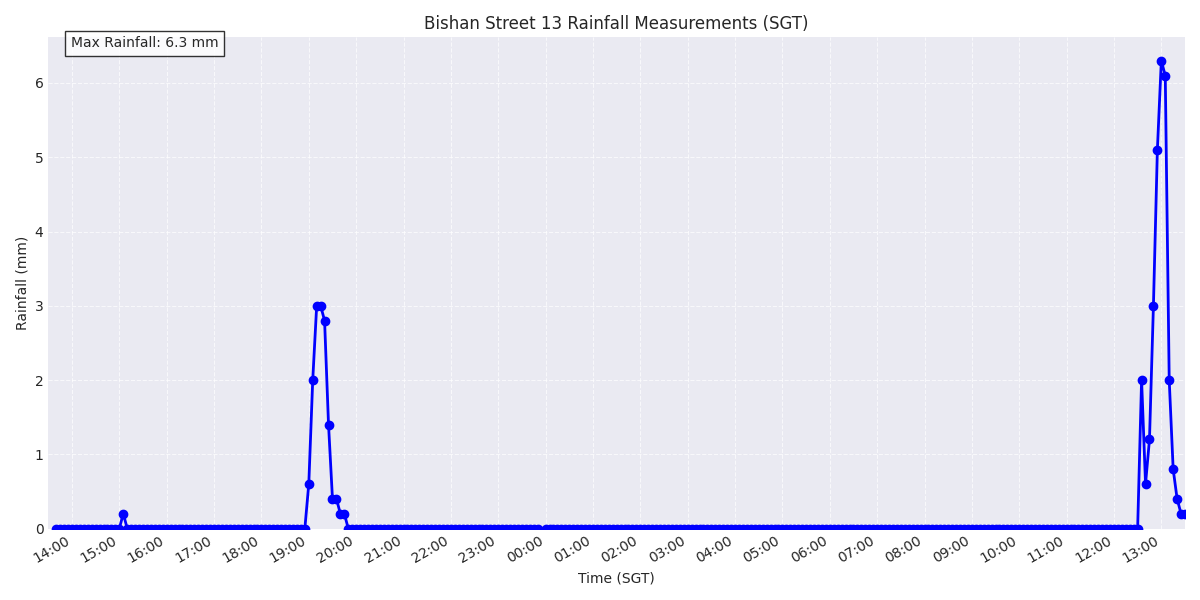 Bishan Street 13 Rainfall Measurements (SGT)
Max Rainfall: 6.3 mm
Rainfall (mm)
6
5
4
3
2
1
0
14:00 15:00 16:00 17:00 18:00 19:00 20:00 21:00 22:00 23:00 00:00 01:00 02:00 03:00 04:00 05:00 06:00 07:00 08:00 09:00 10:00 11:00 12:00 13:00
Time (SGT)